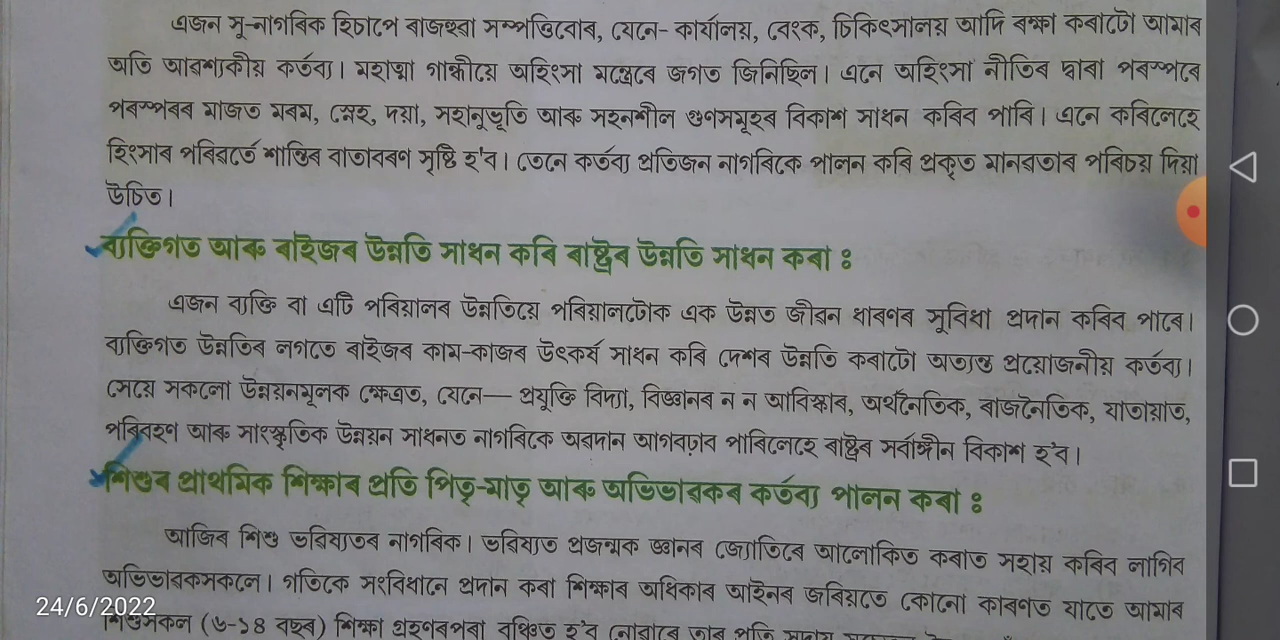 এজন সু-নাগৰিক হিচাপে ৰাজহুৱা সম্পত্তিবোৰ, যেনে- কাৰ্যালয়, বেংক, চিকিৎসালয় আদি ৰক্ষা কৰাটো আমাৰ
অতি আৱশ্যকীয় কৰ্তব্য। মহাত্মা গান্ধীয়ে অহিংসা মন্ত্ৰেৰে জগত জিনিছিল। এনে অহিংসা নীতিৰ দ্বাৰা পৰস্পৰে
পৰস্পৰৰ মাজত মৰম, স্নেহ, দয়া, সহানুভূতি আৰু সহনশীল গুণসমূহৰ বিকাশ সাধন কৰিব পাৰি। এনে কৰিলেহে
হিংসাৰ পৰিৱৰ্তে শান্তিৰ বাতাবৰণ সৃষ্টি হ'ব। তেনে কৰ্তব্য প্ৰতিজন নাগৰিকে পালন কৰি প্ৰকৃত মানৱতাৰ পৰিচয় দিয়া
উচিত।
ব্যক্তিগত আৰু ৰাইজৰ উন্নতি সাধন কৰি ৰাষ্ট্ৰৰ উন্নতি সাধন কৰা ঃ
এজন ব্যক্তি বা এটি পৰিয়ালৰ উন্নতিয়ে পৰিয়ালটোক এক উন্নত জীৱন ধাৰণৰ সুবিধা প্ৰদান কৰিব পাৰে।
ব্যক্তিগত উন্নতিৰ লগতে ৰাইজৰ কাম-কাজৰ উৎকৰ্ষ সাধন কৰি দেশৰ উন্নতি কৰাটো অত্যন্ত প্ৰয়োজনীয় কৰ্তব্য।
সেয়ে সকলো উন্নয়নমূলক ক্ষেত্ৰত, যেনে— প্ৰযুক্তি বিদ্যা, বিজ্ঞানৰ ন ন আবিস্কাৰ, অৰ্থনৈতিক, ৰাজনৈতিক, যাতায়াত,
পৰিবহণ আৰু সাংস্কৃতিক উন্নয়ন সাধনত নাগৰিকে অৱদান আগবঢ়াব পাৰিলেহে ৰাষ্ট্ৰৰ সৰ্বাঙ্গীন বিকাশ হ'ব।
শিশুৰ প্ৰাথমিক শিক্ষাৰ প্ৰতি পিতৃ-মাতৃ আৰু অভিভাৱকৰ কৰ্তব্য পালন কৰা ঃ
আজিৰ শিশু ভৱিষ্যতৰ নাগৰিক। ভৱিষ্যত প্ৰজন্মক জ্ঞানৰ জ্যোতিৰে আলোকিত কৰাত সহায় কৰিব লাগিব
অভিভাৱকসকলে। গতিকে সংবিধানে প্ৰদান কৰা শিক্ষাৰ অধিকাৰ আইনৰ জৰিয়তে কোনো কাৰণত যাতে আমাৰ
শিশুসকল (৬-১৪ বছৰ) শিক্ষা গ্ৰহণৰপৰা বঞ্চিত হ'ব নোৱাৰে তাৰ প্ৰতি
24/6/2022